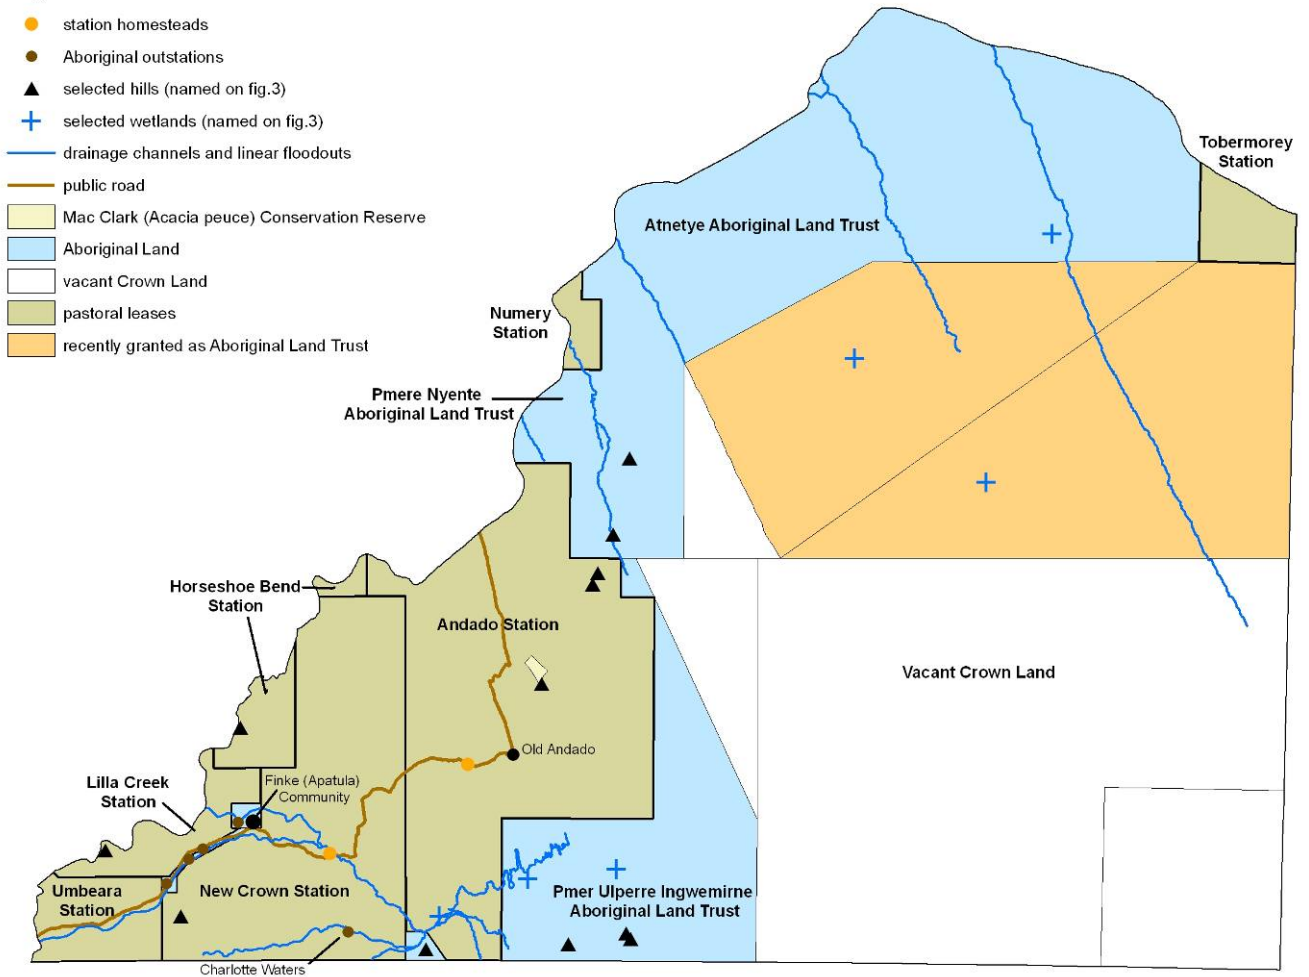 station homesteads
Aboriginal outstations
selected hills (named on fig.3)
selected wetlands (named on fig.3)
drainage channels and linear floodouts
public road
Mac Clark (Acacia peuce) Conservation Reserve
Aboriginal Land
vacant Crown Land
pastoral leases
recently granted as Aboriginal Land Trust
Tobermorey
Station
Atnetye Aboriginal Land Trust
Numery
Station
Pmere Nyente
Aboriginal Land Trust
Horseshoe Bend
Station
Andado Station
Vacant Crown Land
Old Andado
Lilla Creek
Station
Finke (Apatula)
Community
Umbeara
Station
New Crown Station
Pmer Ulperre Ingwemirne
Aboriginal Land Trust
Charlotte Waters